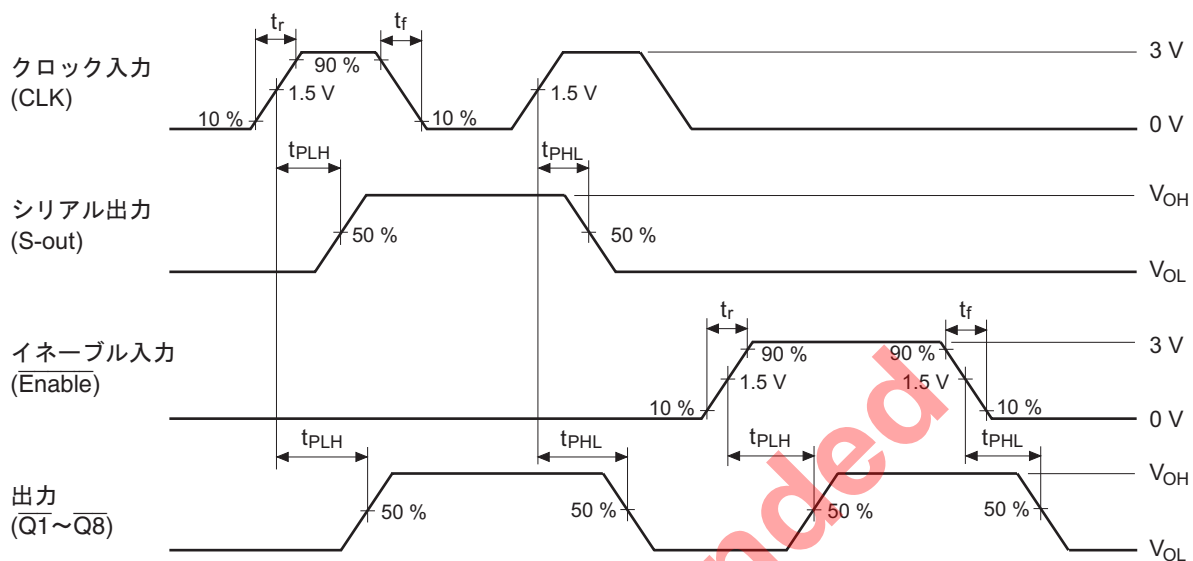 tr
tf
クロック入力
(CLK)
90 %
1.5 V
10 %
10 %
1.5 V
3 V
0 V
tPLH
tPHL
シリアル出力
(S-out)
50 %
50 %
VOH
VOL
tr
tf
イネーブル入力
(Enable)
90 %
90 %
1.5 V
1.5 V
10 %
10 %
3 V
0 V
tPLH
tPHL
tPLH
tPHL
出力
(Q1～Q8)
50 %
50 %
50 %
50 %
VOH
VOL
nded